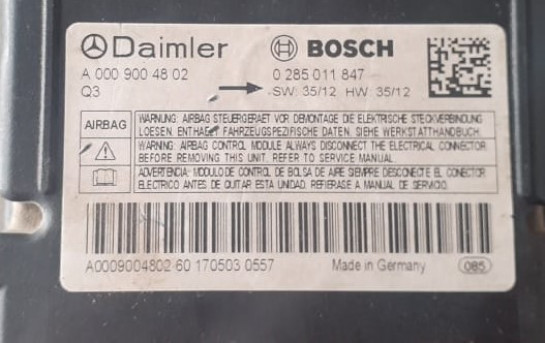 Daimler BOSCH
A 000 900 48 02 0 285 011 847
Q3 SW: 35/12 HW: 35/12
AIRBAG
WARNUNG: AIRBAG STEUERGERAET VOR DEMONTAGE DIE ELEKTRISCHE STECKVERBINDUNG
LOESEN. ENTHAELT FAHRZEUGSPEZIFISCHE DATEN. SIEHE WERKSTATTHANDBUCH.
WARNING: AIRBAG CONTROL MODULE ALWAYS DISCONNECT THE ELECTRICAL CONNECTOR
BEFORE REMOVING THIS UNIT. REFER TO SERVICE MANUAL.
ADVERTENCIA: MODULO DE CONTROL DE BOLSA DE AIRE SIEMPRE DESCONECTE EL CONECTOR
ELECTRICO ANTES DE QUITAR ESTA UNIDAD. REFIERASE A MANUAL DE SERVICIO.
A0009004802-60 170503 0557 Made in Germany 085